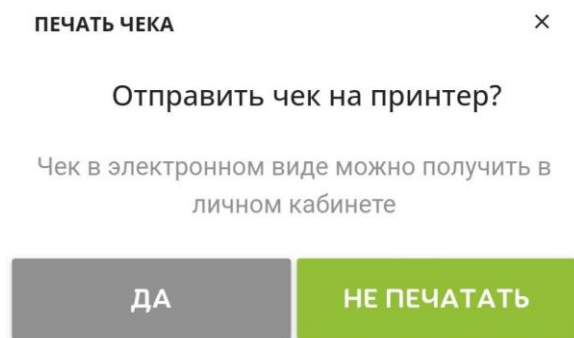 ПЕЧАТЬ ЧЕКА
Отправить чек на принтер?
Чек в электронном виде можно получить в
личном кабинете
ДА
НЕ ПЕЧАТАТЬ